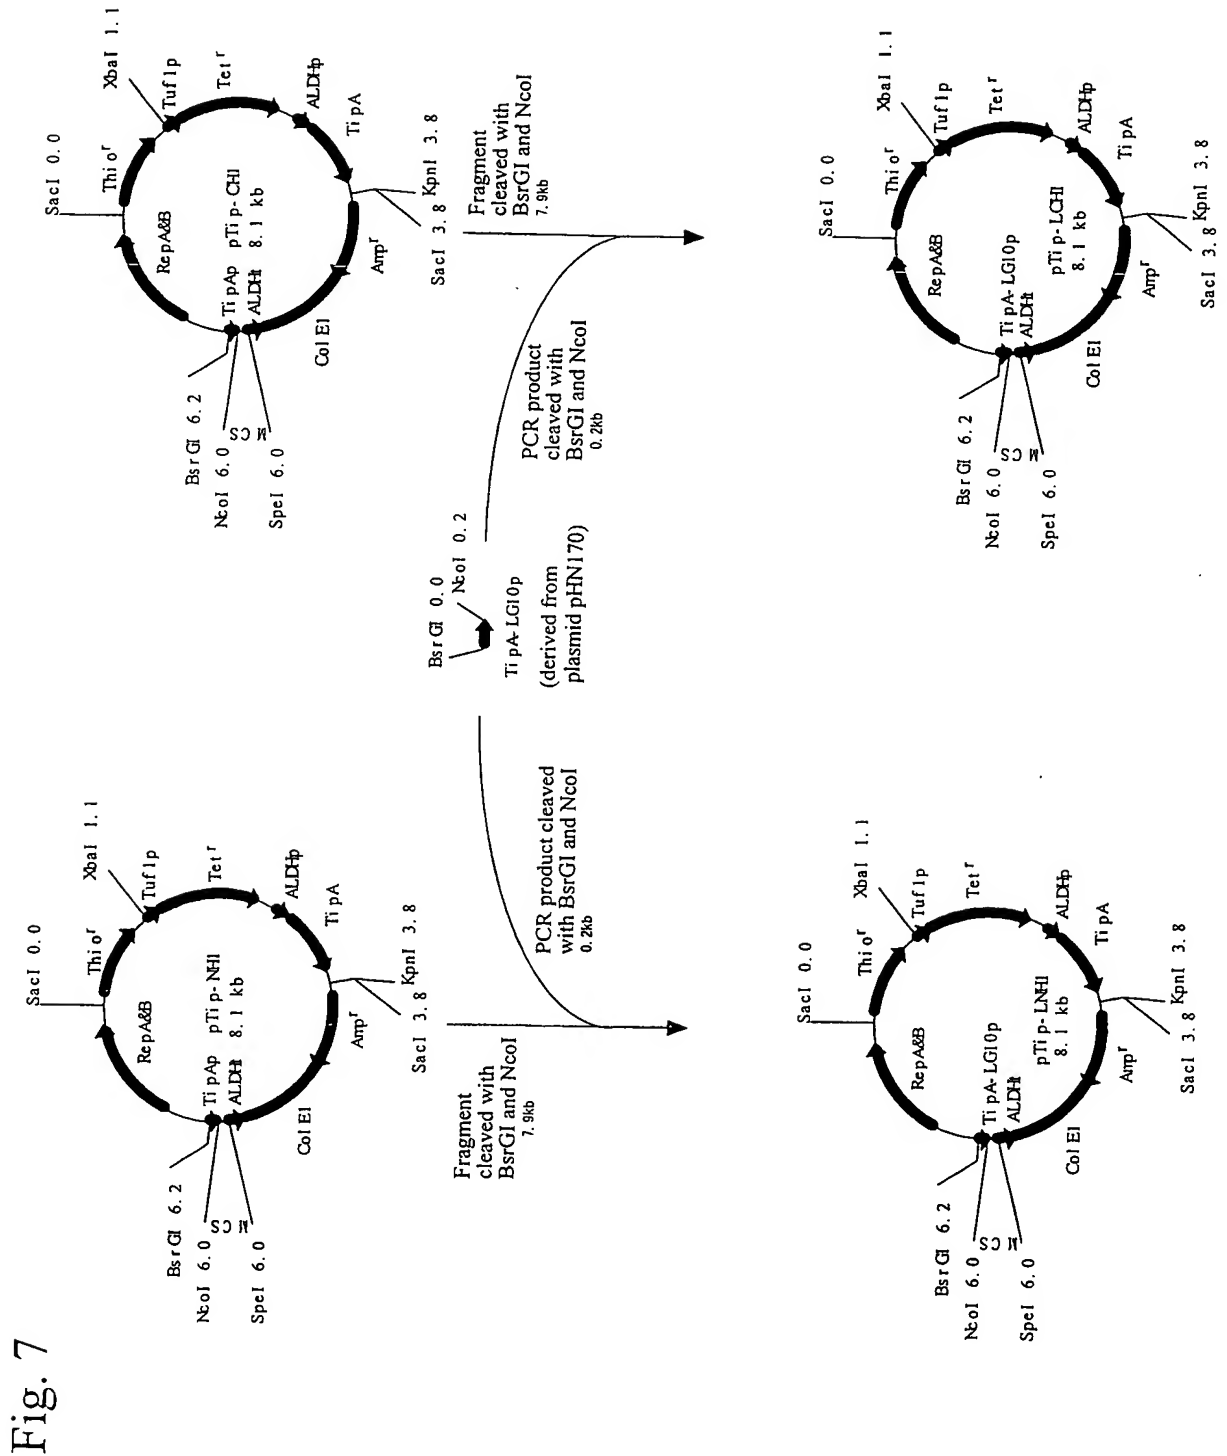 Fig. 7
SacI 0.0
Thio^r
XbaI 1.1
Tuf1p
Tet^r
ALDHp
TipA
KpnI 3.8
SacI 3.8
Amp^r
ColE1
RepA&B
TipAp
ALDHt
pTip-NH1
8.1 kb
BsrGI 6.2
NcoI 6.0
MCS
SpeI 6.0
Fragment
cleaved with
BsrGI and NcoI
7.9kb
PCR product cleaved
with BsrGI and NcoI
0.2kb
SacI 0.0
Thio^r
XbaI 1.1
Tuf1p
Tet^r
ALDHp
TipA
KpnI 3.8
SacI 3.8
Amp^r
ColE1
RepA&B
TipA-LG10p
ALDHt
pTip-LNH1
8.1 kb
BsrGI 6.2
NcoI 6.0
MCS
SpeI 6.0
BsrGI 0.0
NcoI 0.2
TipA-LG10p
(derived from
plasmid pHN170)
SacI 0.0
Thio^r
XbaI 1.1
Tuf1p
Tet^r
ALDHp
TipA
KpnI 3.8
SacI 3.8
Amp^r
ColE1
RepA&B
TipAp
ALDHt
pTip-CH1
8.1 kb
BsrGI 6.2
NcoI 6.0
MCS
SpeI 6.0
Fragment
cleaved with
BsrGI and NcoI
7.9kb
PCR product
cleaved with
BsrGI and NcoI
0.2kb
SacI 0.0
Thio^r
XbaI 1.1
Tuf1p
Tet^r
ALDHp
TipA
KpnI 3.8
SacI 3.8
Amp^r
ColE1
RepA&B
TipA-LG10p
ALDHt
pTip-LCH1
8.1 kb
BsrGI 6.2
NcoI 6.0
MCS
SpeI 6.0